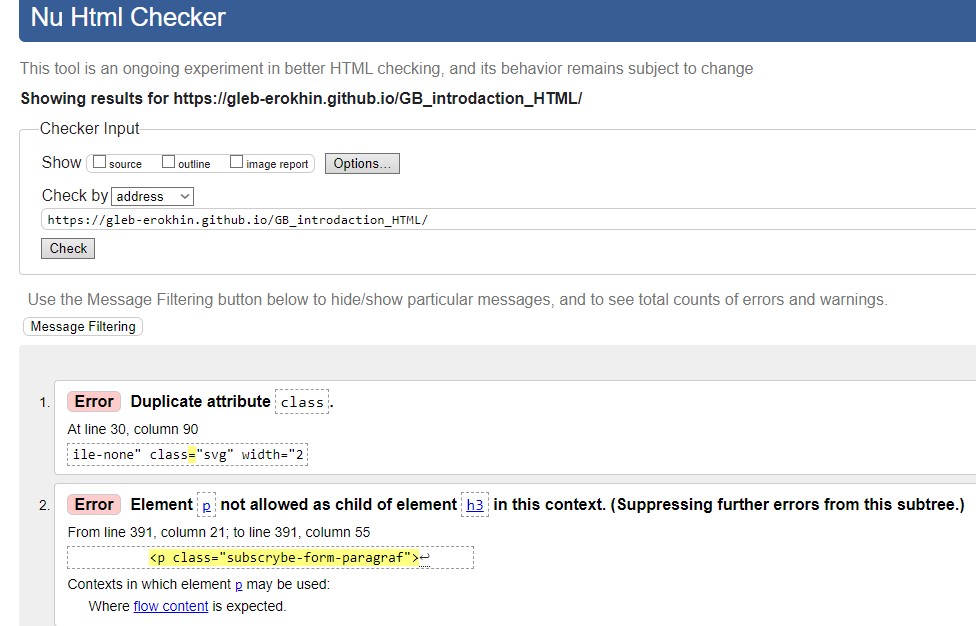 Nu Html Checker
This tool is an ongoing experiment in better HTML checking, and its behavior remains subject to change
Showing results for https://gleb-erokhin.github.io/GB_introdaction_HTML/
Checker Input
Show source outline image report Options...
Check by address
https://gleb-erokhin.github.io/GB_introdaction_HTML/
Check
Use the Message Filtering button below to hide/show particular messages, and to see total counts of errors and warnings.
Message Filtering
1. Error Duplicate attribute class.
At line 30, column 90
ile-none" class="svg" width="2
2. Error Element p not allowed as child of element h3 in this context. (Suppressing further errors from this subtree.)
From line 391, column 21; to line 391, column 55
<p class="subscrybe-form-paragraf">↩
Contexts in which element p may be used:
Where flow content is expected.